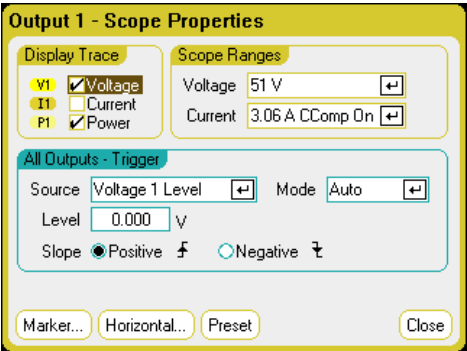 Output 1 - Scope Properties
Display Trace
V1 Voltage
I1 Current
P1 Power
Scope Ranges
Voltage 51 V
Current 3.06 A CComp On
All Outputs - Trigger
Source Voltage 1 Level Mode Auto
Level 0.000 V
Slope Positive Negative
Marker... Horizontal... Preset Close